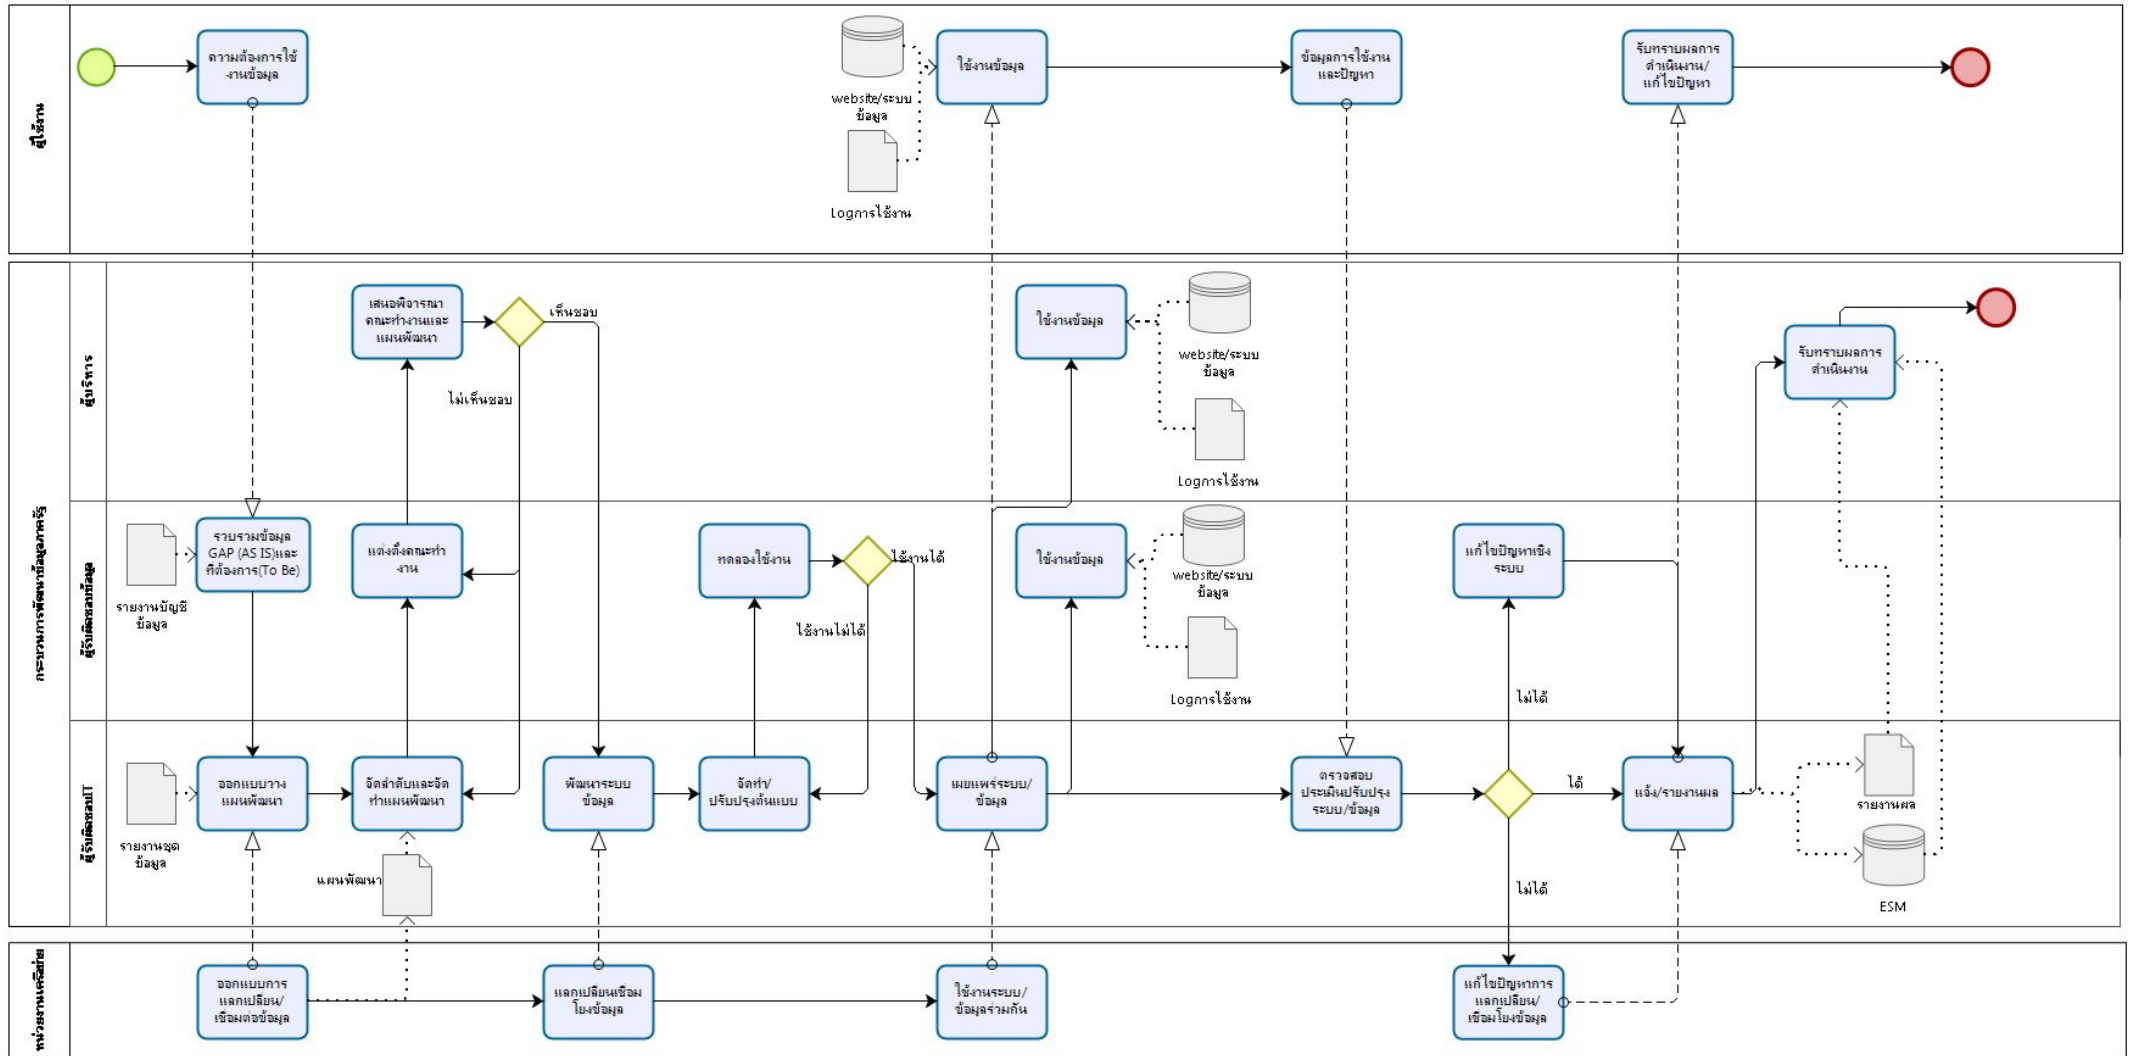 ผู้ใช้งาน
ความต้องการใช้
งานข้อมูล
website/ระบบ
ข้อมูล
Logการใช้งาน
ใช้งานข้อมูล
ข้อมูลการใช้งาน
และปัญหา
รับทราบผลการ
ดำเนินงาน/
แก้ไขปัญหา
กระบวนการพัฒนาข้อมูลภาครัฐ
ผู้บริหาร
เสนอพิจารณา
คณะทำงานและ
แผนพัฒนา
เห็นชอบ
ไม่เห็นชอบ
ใช้งานข้อมูล
website/ระบบ
ข้อมูล
Logการใช้งาน
รับทราบผลการ
ดำเนินงาน
ผู้รับผิดชอบข้อมูล
รายงานบัญชี
ข้อมูล
รวบรวมข้อมูล
GAP (AS IS)และ
ที่ต้องการ(To Be)
แต่งตั้งคณะทำ
งาน
ทดลองใช้งาน
ใช้งานได้
ใช้งานไม่ได้
ใช้งานข้อมูล
website/ระบบ
ข้อมูล
Logการใช้งาน
แก้ไขปัญหาเชิง
ระบบ
ไม่ได้
ผู้รับผิดชอบIT
รายงานชุด
ข้อมูล
ออกแบบวาง
แผนพัฒนา
จัดลำดับและจัด
ทำแผนพัฒนา
แผนพัฒนา
พัฒนาระบบ
ข้อมูล
จัดทำ/
ปรับปรุงต้นแบบ
เผยแพร่ระบบ/
ข้อมูล
ตรวจสอบ
ประเมินปรับปรุง
ระบบ/ข้อมูล
ได้
ไม่ได้
แจ้ง/รายงานผล
รายงานผล
ESM
หน่วยงานเครือข่าย
ออกแบบการ
แลกเปลี่ยน/
เชื่อมต่อข้อมูล
แลกเปลี่ยนเชื่อม
โยงข้อมูล
ใช้งานระบบ/
ข้อมูลร่วมกัน
แก้ไขปัญหาการ
แลกเปลี่ยน/
เชื่อมโยงข้อมูล